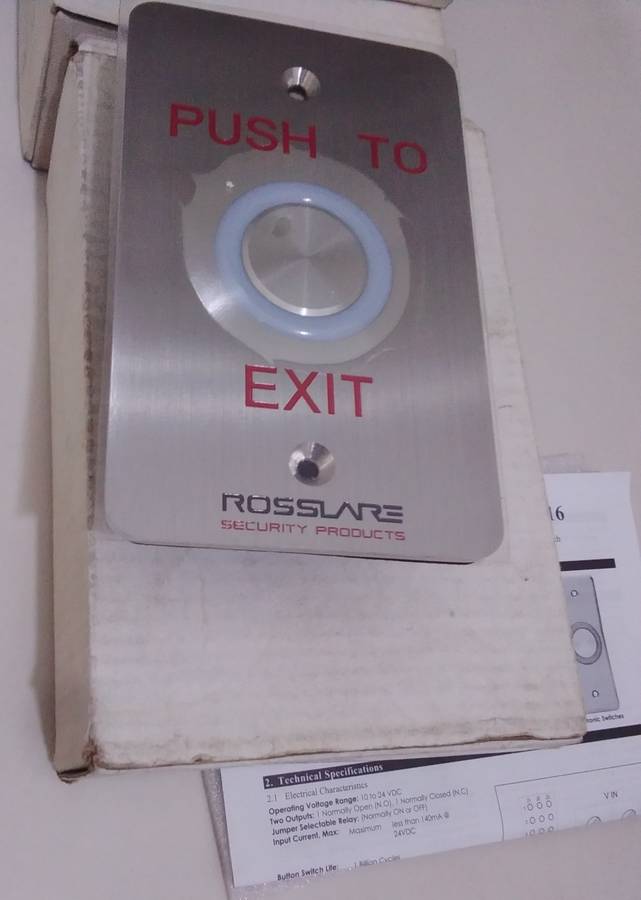 PUSH TO
EXIT
ROSSLARE
SECURITY PRODUCTS
16
2. Technical Specifications
2.1 Electrical Characteristics
Operating Voltage Range: 10 to 24 VDC
Two Outputs: 1 Normally Open (N.O), 1 Normally Closed (N.C)
Jumper Selectable Relay: (Normally ON or OFF)
Input Current, Max: Maximum less than 140mA @
24VDC
Button Switch Life: 1 Billion Cycles
tronic Switches
V IN